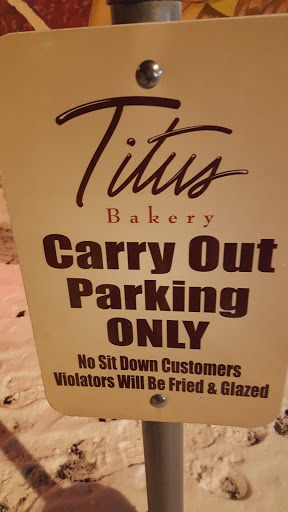 Titus
Bakery
Carry Out
Parking
ONLY
No Sit Down Customers
Violators Will Be Fried & Glazed